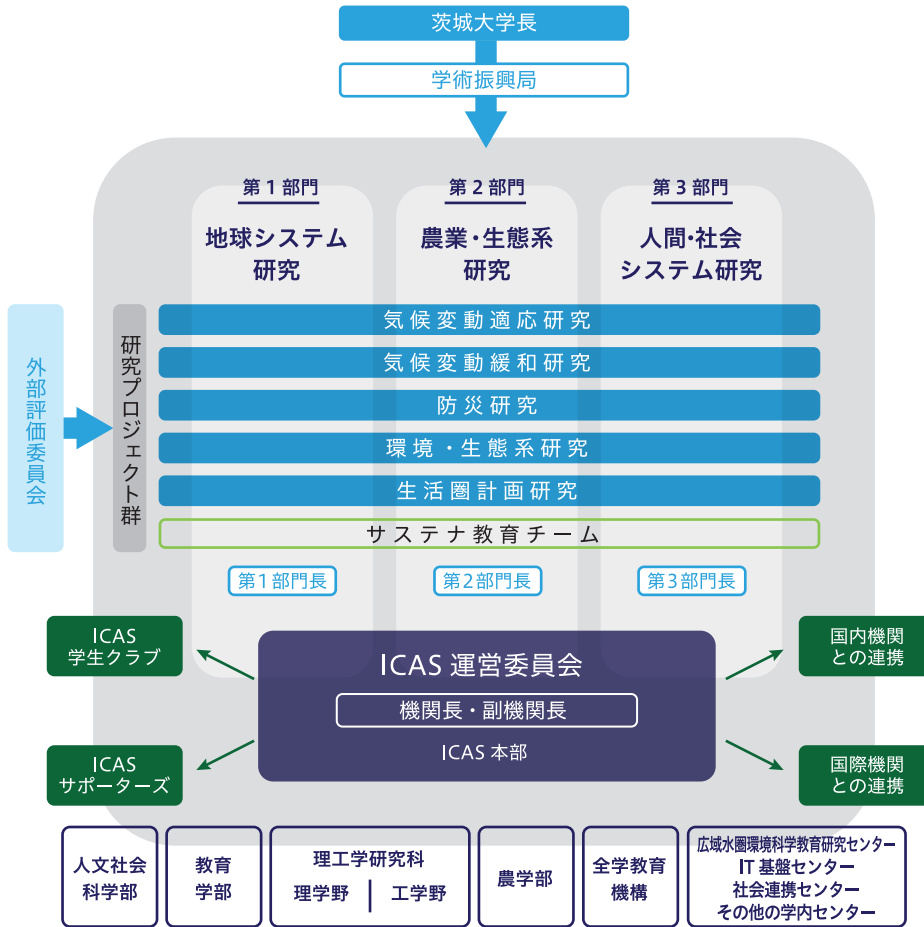 茨城大学長
学術振興局
第1部門
地球システム
研究
第2部門
農業・生態系
研究
第3部門
人間・社会
システム研究
外部評価委員会
研究プロジェクト群
気候変動適応研究
気候変動緩和研究
防災研究
環境・生態系研究
生活圏計画研究
サステナ教育チーム
第1部門長
第2部門長
第3部門長
ICAS
学生クラブ
ICAS
サポーターズ
ICAS 運営委員会
機関長・副機関長
ICAS 本部
国内機関
との連携
国際機関
との連携
人文社会
科学部
教育
学部
理工学研究科
理学野
工学野
農学部
全学教育
機構
広域水圏環境科学教育研究センター
IT 基盤センター
社会連携センター
その他の学内センター